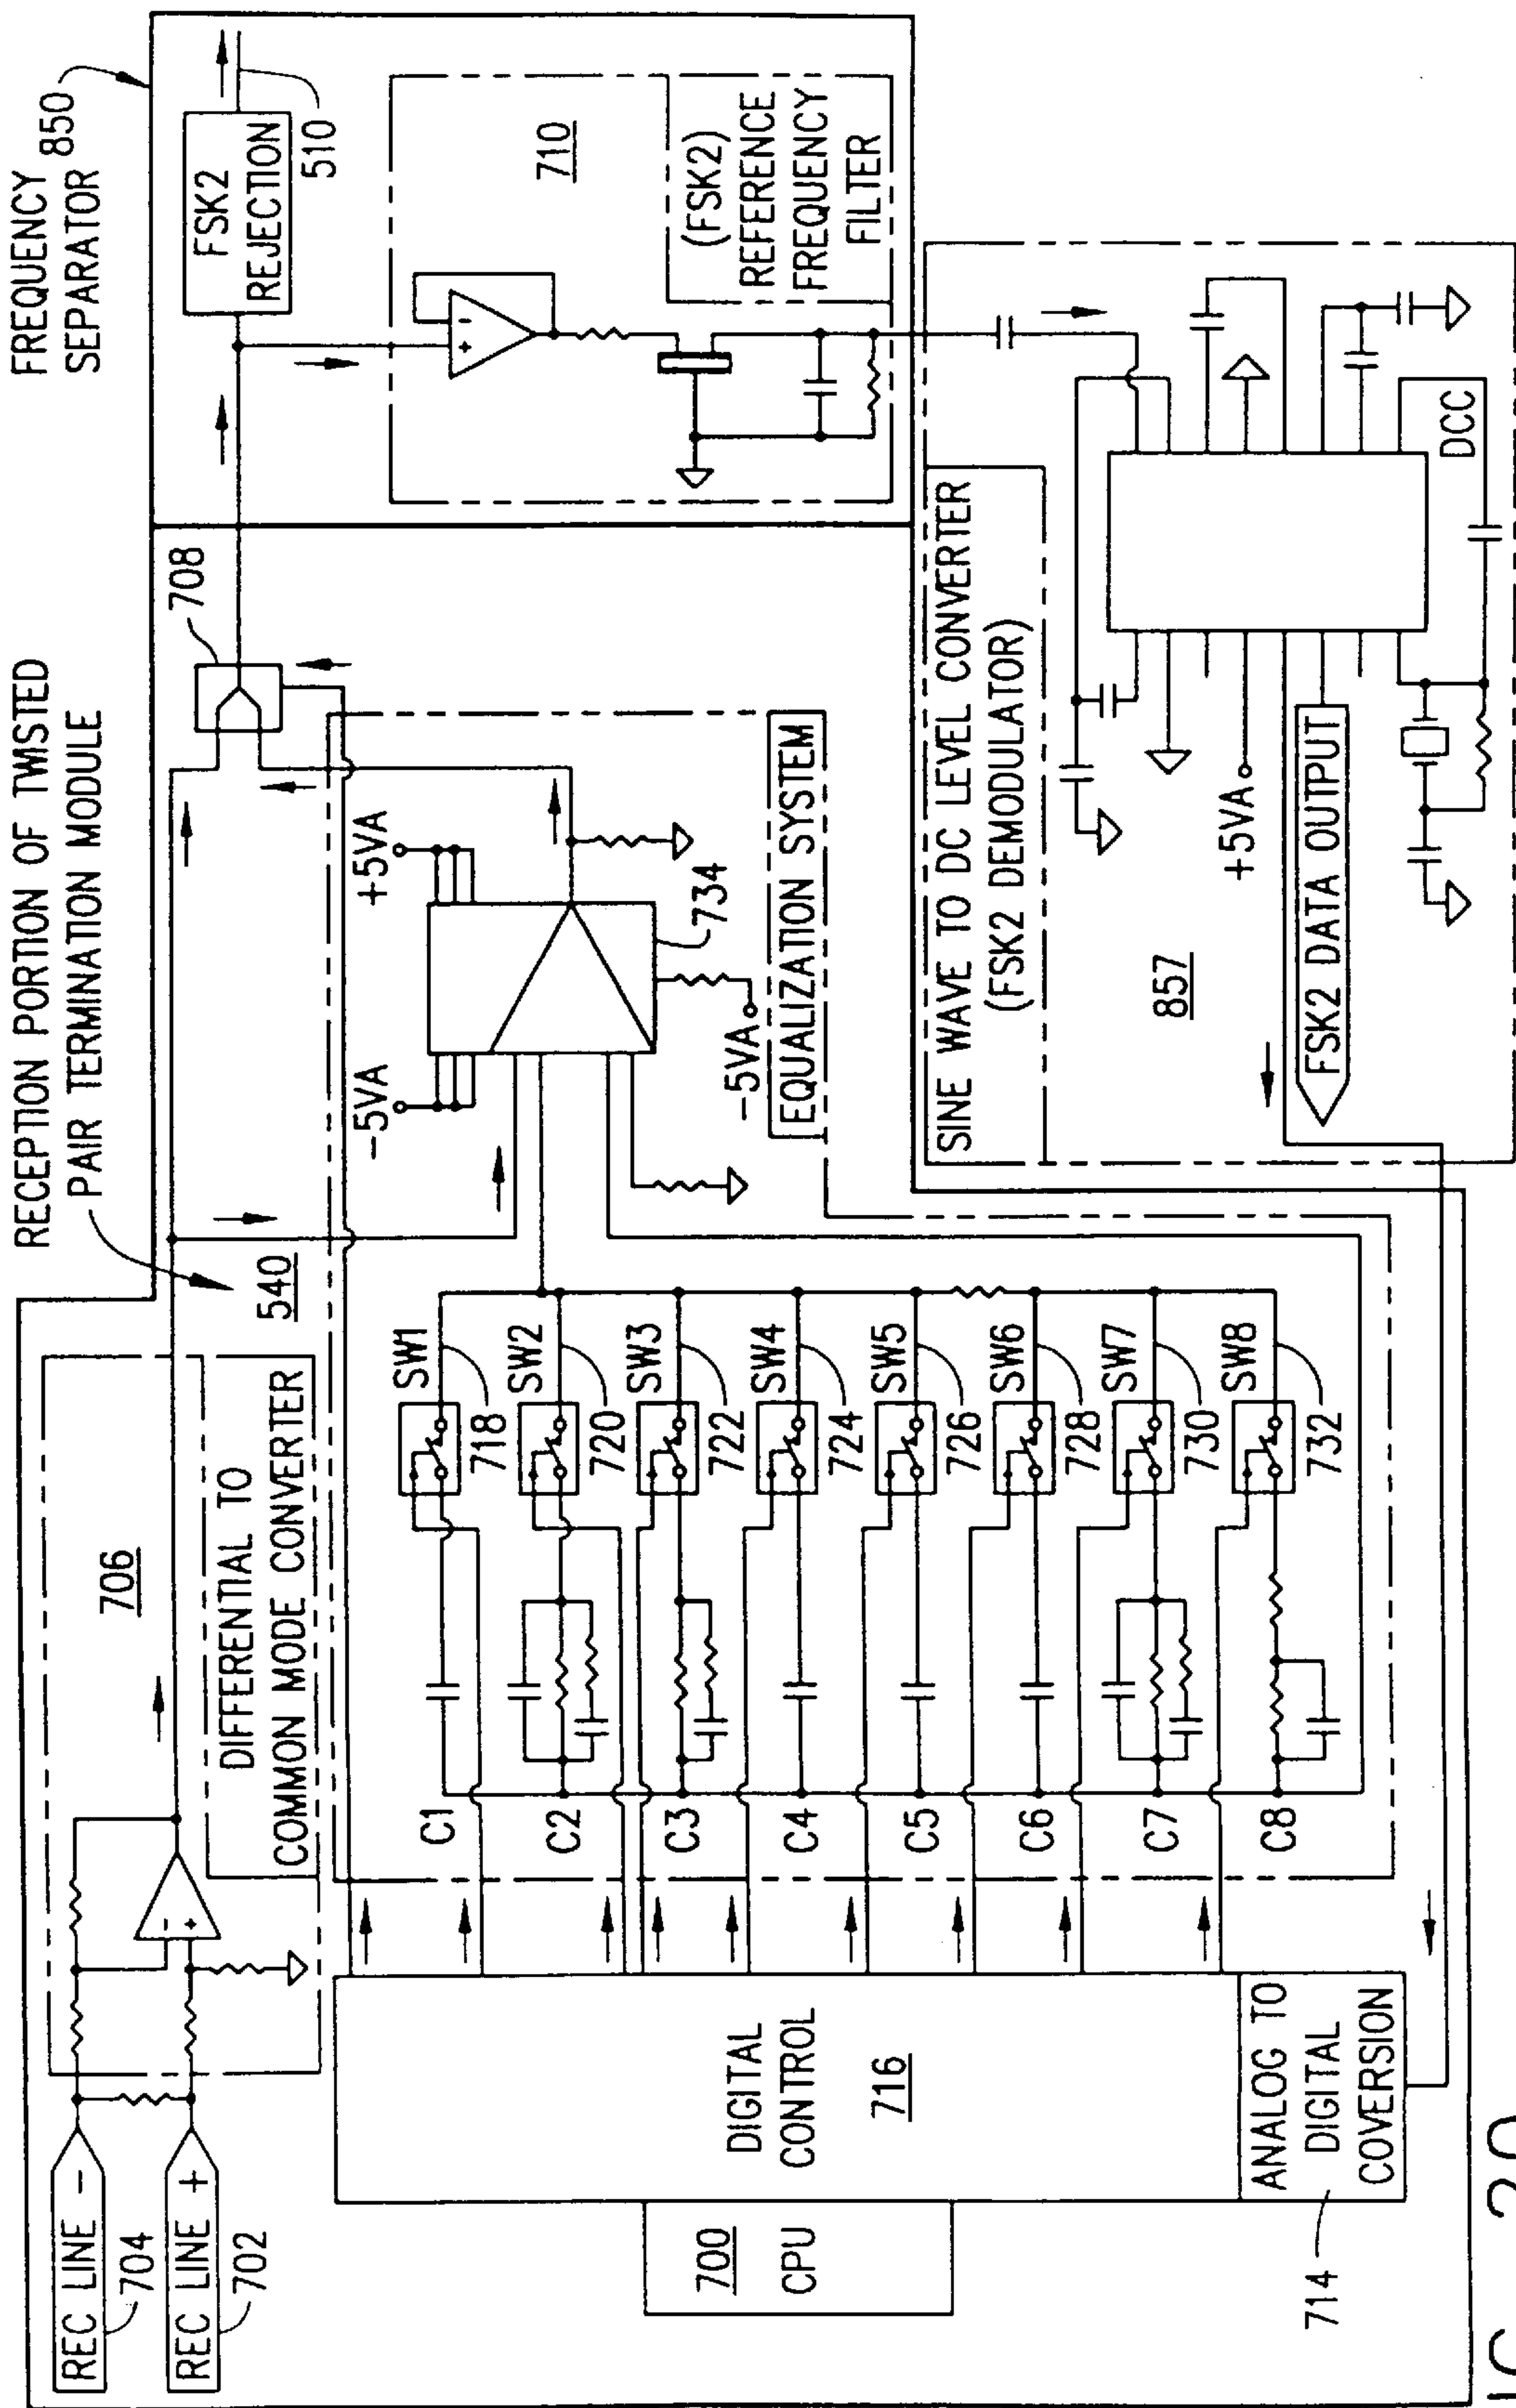 RECEPTION PORTION OF TWISTED
PAIR TERMINATION MODULE
FREQUENCY
SEPARATOR 850
REC LINE -
704
REC LINE +
702
706
DIFFERENTIAL TO
COMMON MODE CONVERTER
540
708
FSK2
REJECTION
510
710
(FSK2)
REFERENCE
FREQUENCY
FILTER
-5VA
+5VA
734
-5VA
EQUALIZATION SYSTEM
C1
SW1
718
C2
SW2
720
C3
SW3
722
C4
SW4
724
C5
SW5
726
C6
SW6
728
C7
SW7
730
C8
SW8
732
700
CPU
DIGITAL
CONTROL
716
714
ANALOG TO
DIGITAL
COVERSION
SINE WAVE TO DC LEVEL CONVERTER
(FSK2 DEMODULATOR)
857
+5VA
FSK2 DATA OUTPUT
DCC
-
+
-
+